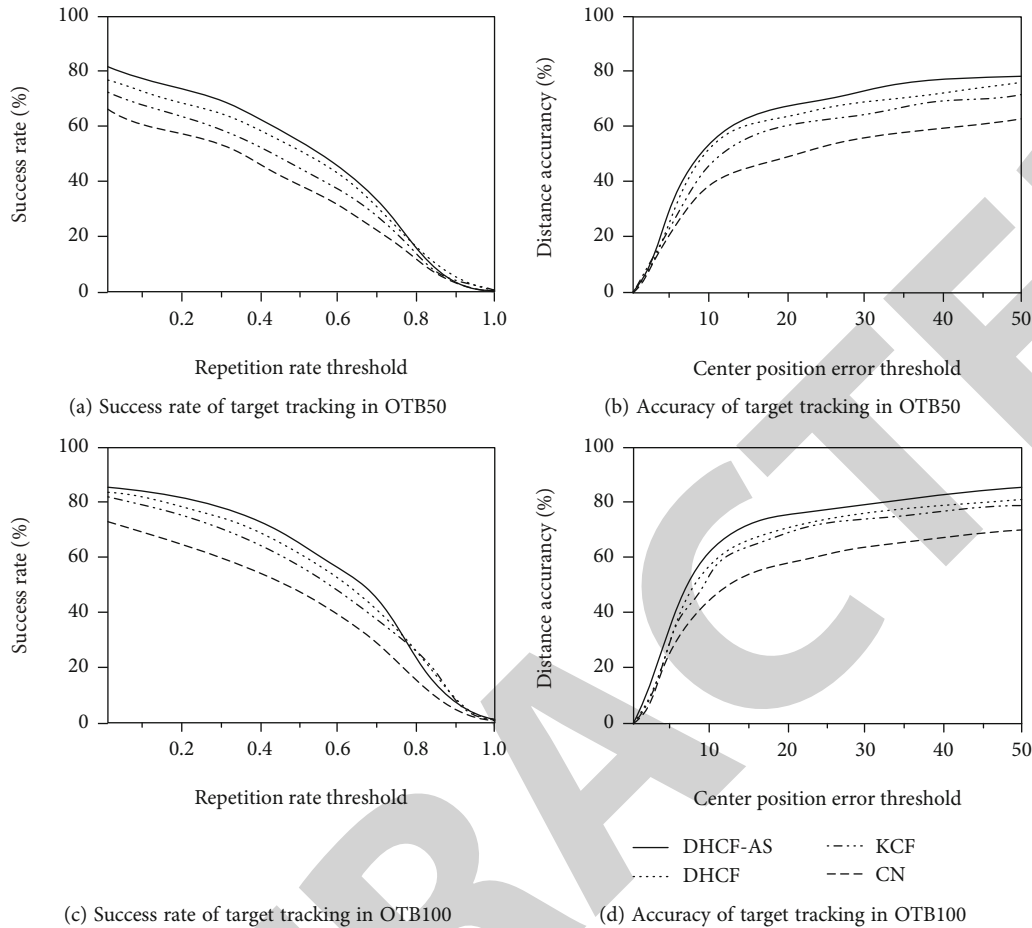 100
80
60
40
20
0
Success rate (%)
0.2 0.4 0.6 0.8 1.0
Repetition rate threshold
(a) Success rate of target tracking in OTB50
100
80
60
40
20
0
Distance accurancy (%)
10 20 30 40 50
Center position error threshold
(b) Accuracy of target tracking in OTB50
100
80
60
40
20
0
Success rate (%)
0.2 0.4 0.6 0.8 1.0
Repetition rate threshold
(c) Success rate of target tracking in OTB100
100
80
60
40
20
0
Distance accurancy (%)
10 20 30 40 50
Center position error threshold
DHCF-AS
DHCF
KCF
CN
(d) Accuracy of target tracking in OTB100
RACTE